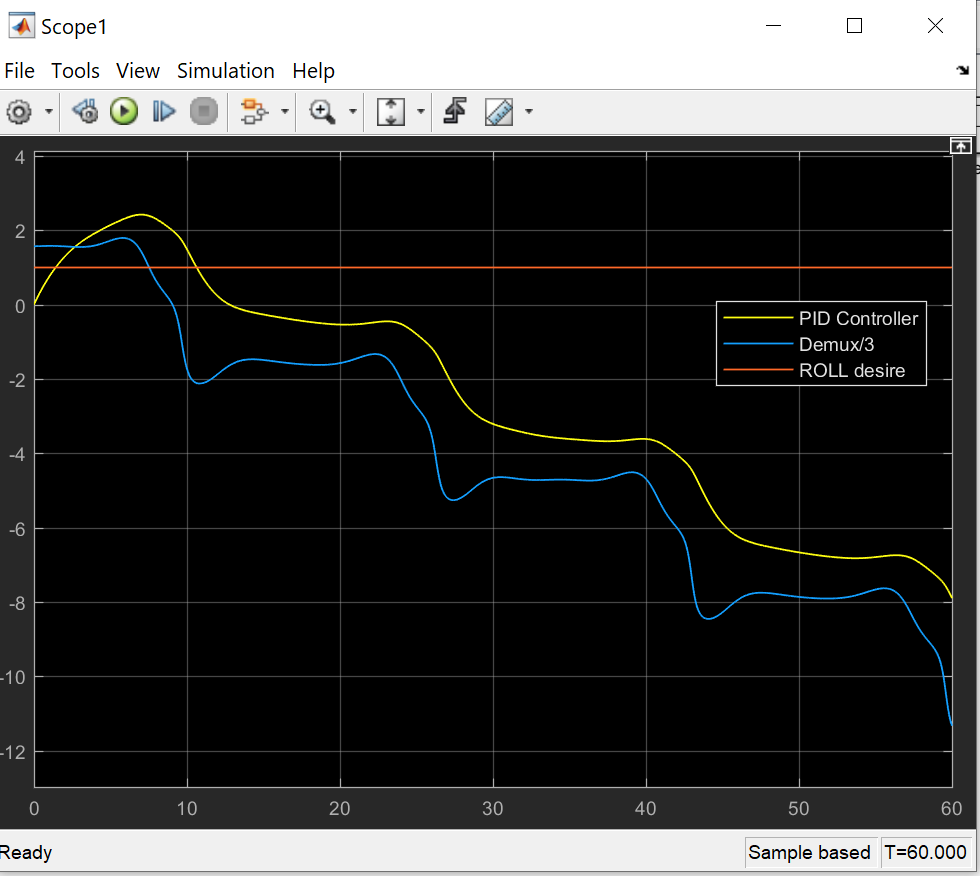 Scope1
File Tools View Simulation Help
4
2
0
-2
-4
-6
-8
-10
-12
PID Controller
Demux/3
ROLL desire
0 10 20 30 40 50 60
Ready
Sample based T=60.000